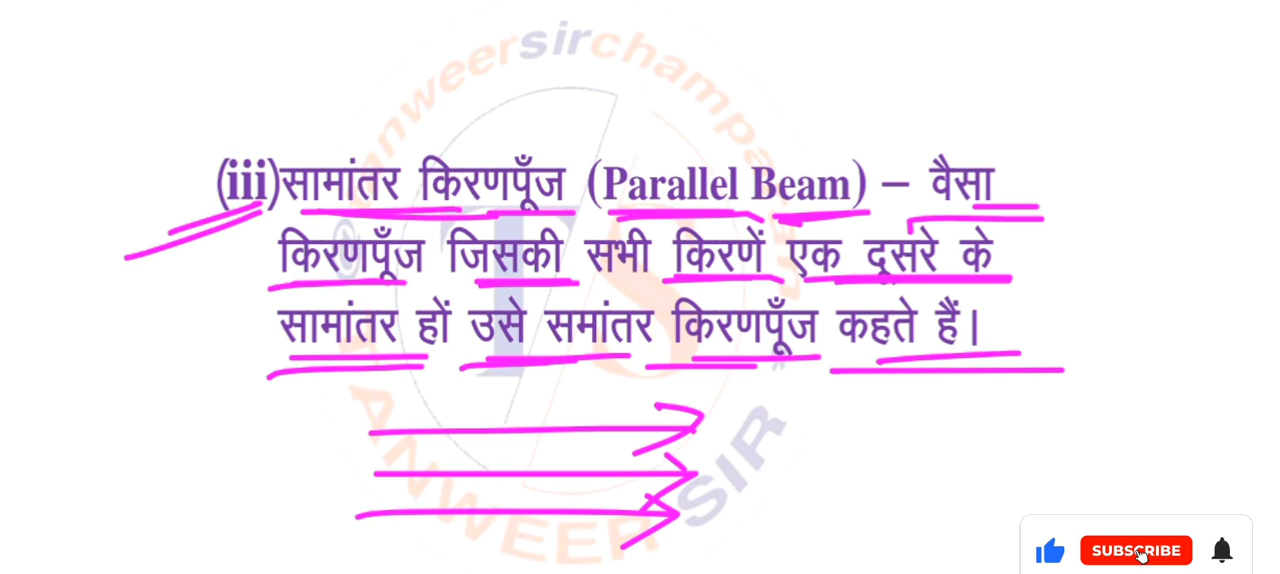 (iii)सामांतर किरणपूँज (Parallel Beam) – वैसा
किरणपूँज जिसकी सभी किरणें एक दूसरे के
सामांतर हों उसे समांतर किरणपूँज कहते हैं।
SUBSCRIBE